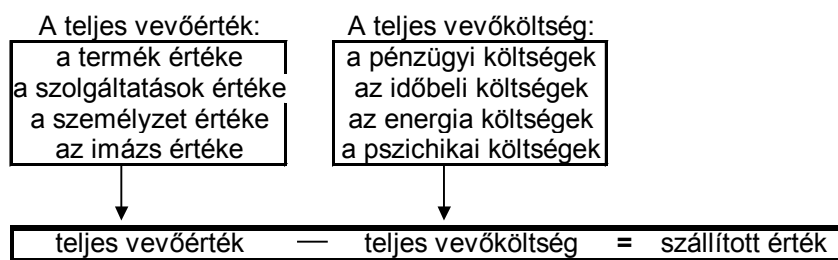 A teljes vevőérték:
a termék értéke
a szolgáltatások értéke
a személyzet értéke
az imázs értéke
A teljes vevőköltség:
a pénzügyi költségek
az időbeli költségek
az energia költségek
a pszichikai költségek
teljes vevőérték — teljes vevőköltség = szállított érték